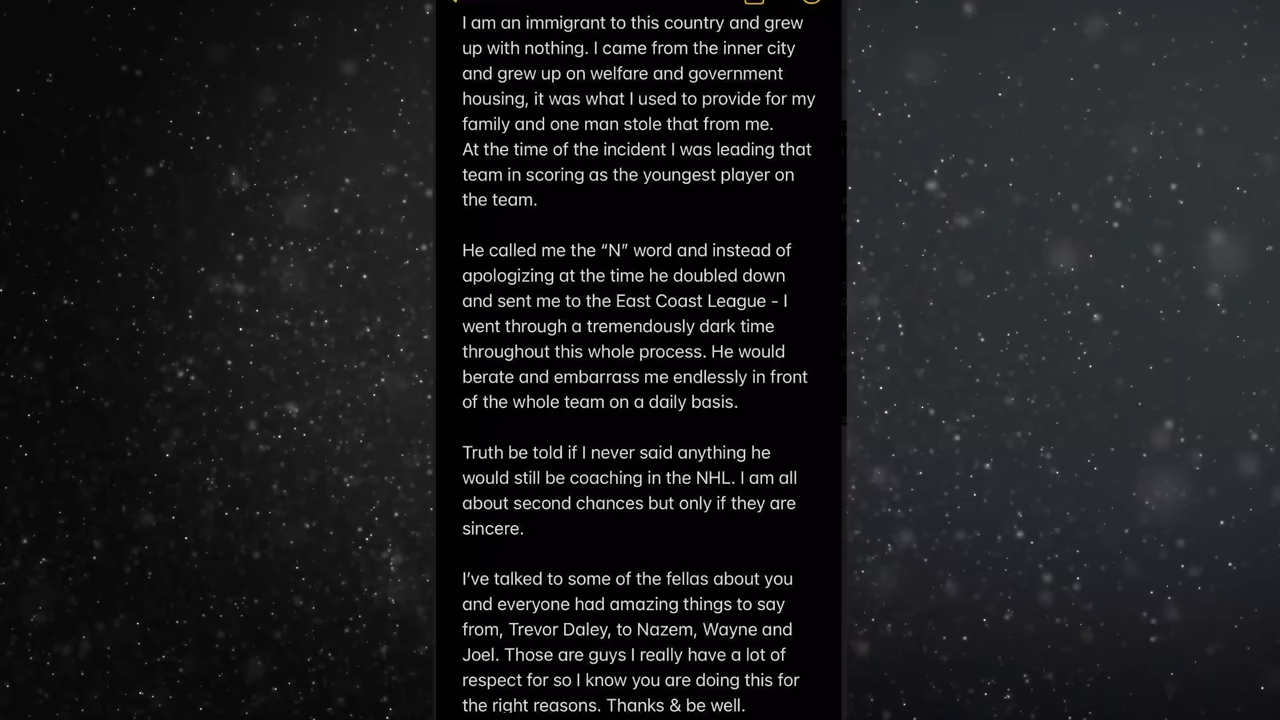 I am an immigrant to this country and grew
up with nothing. I came from the inner city
and grew up on welfare and government
housing, it was what I used to provide for my
family and one man stole that from me.
At the time of the incident I was leading that
team in scoring as the youngest player on
the team.
He called me the “N” word and instead of
apologizing at the time he doubled down
and sent me to the East Coast League - I
went through a tremendously dark time
throughout this whole process. He would
berate and embarrass me endlessly in front
of the whole team on a daily basis.
Truth be told if I never said anything he
would still be coaching in the NHL. I am all
about second chances but only if they are
sincere.
I’ve talked to some of the fellas about you
and everyone had amazing things to say
from, Trevor Daley, to Nazem, Wayne and
Joel. Those are guys I really have a lot of
respect for so I know you are doing this for
the right reasons. Thanks & be well.